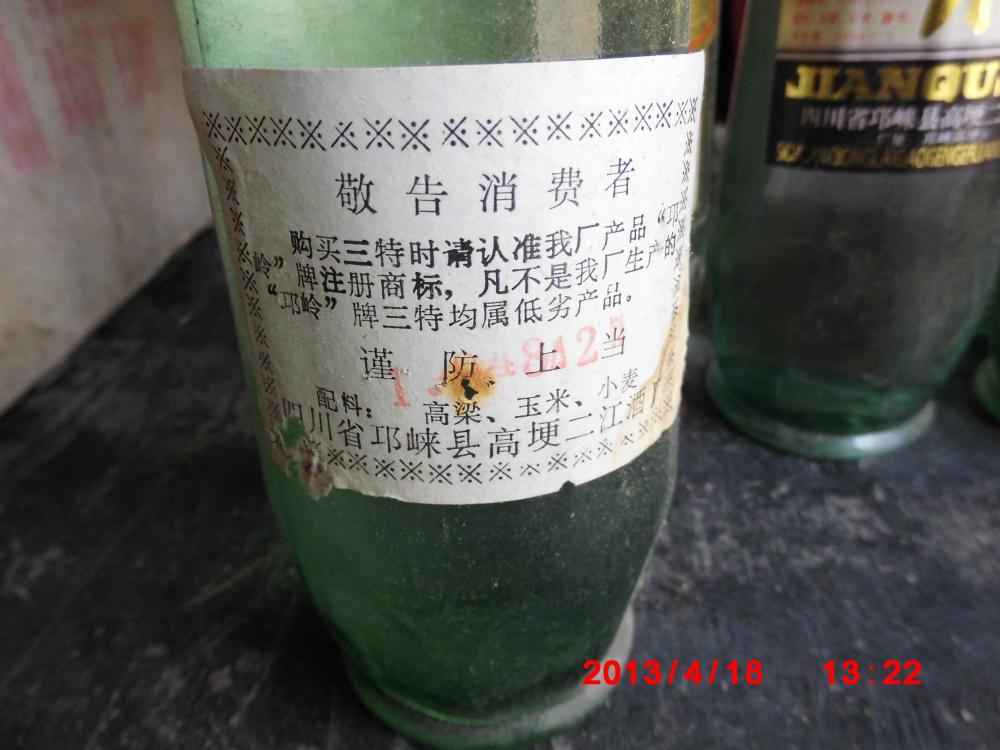 敬告消费者
购买三特时请认准我厂产品“邛
岭”牌注册商标，凡不是我厂生产的
“邛岭”牌三特均属低劣产品。
谨防上当
配料：高粱、玉米、小麦
四川省邛崃县高埂二江酒厂
JIANQU
四川省邛崃县高埂二
2013/4/18 13:22